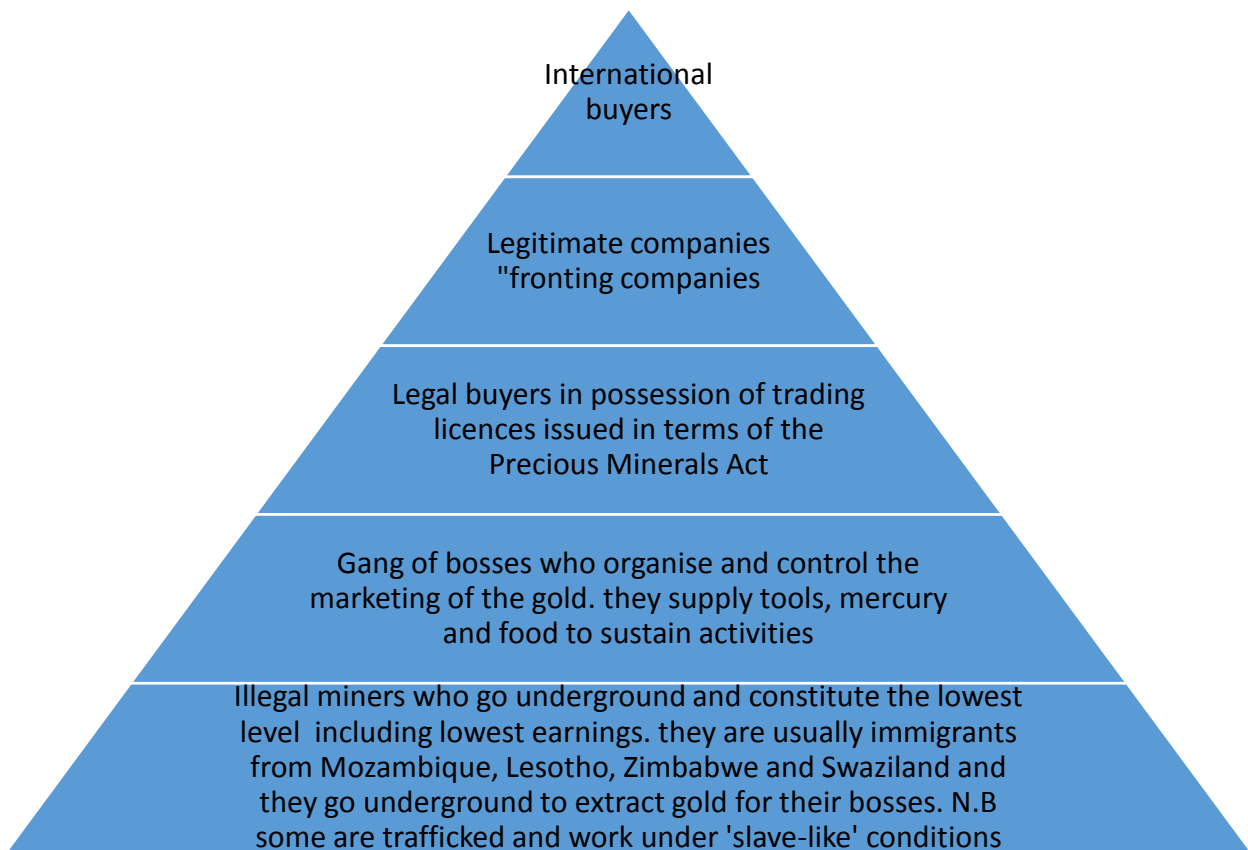 International
buyers
Legitimate companies
"fronting companies
Legal buyers in possession of trading
licences issued in terms of the
Precious Minerals Act
Gang of bosses who organise and control the
marketing of the gold. they supply tools, mercury
and food to sustain activities
Illegal miners who go underground and constitute the lowest
level  including lowest earnings. they are usually immigrants
from Mozambique, Lesotho, Zimbabwe and Swaziland and
they go underground to extract gold for their bosses. N.B
some are trafficked and work under 'slave-like' conditions